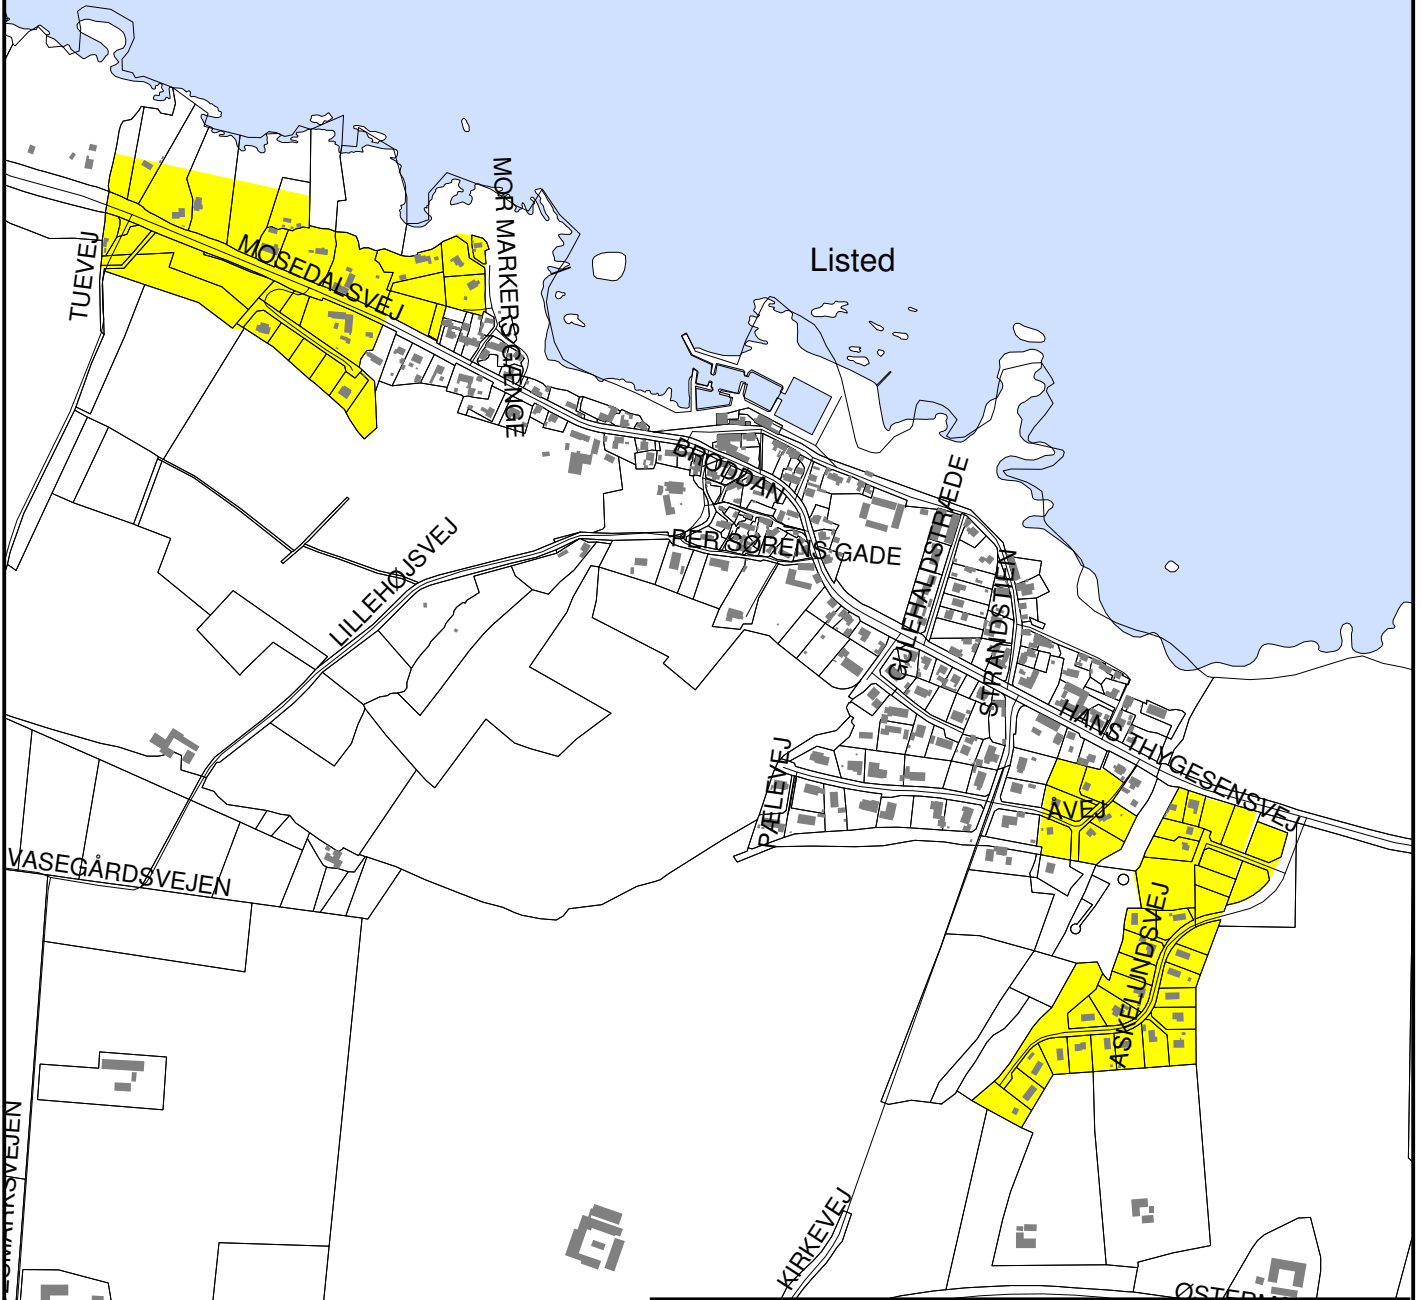 Listed
MOR MARKERS GÆNGE
TUEVEJ
MOSEDALSVEJ
BRØDDAN
PER SØRENS GADE
GULEHALDSTRÆDE
STRANDSTIEN
LILLEHØJSVEJ
HANS THYGESENSVEJ
PÆLEVEJ
ÅVEJ
VASEGÅRDSVEJEN
ASKELUNDSVEJ
KIRKEVEJ